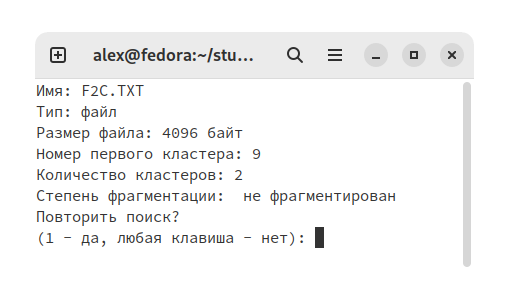 alex@fedora:~/stu...
Имя: F2C.TXT
Тип: файл
Размер файла: 4096 байт
Номер первого кластера: 9
Количество кластеров: 2
Степень фрагментации:  не фрагментирован
Повторить поиск?
(1 - да, любая клавиша - нет):